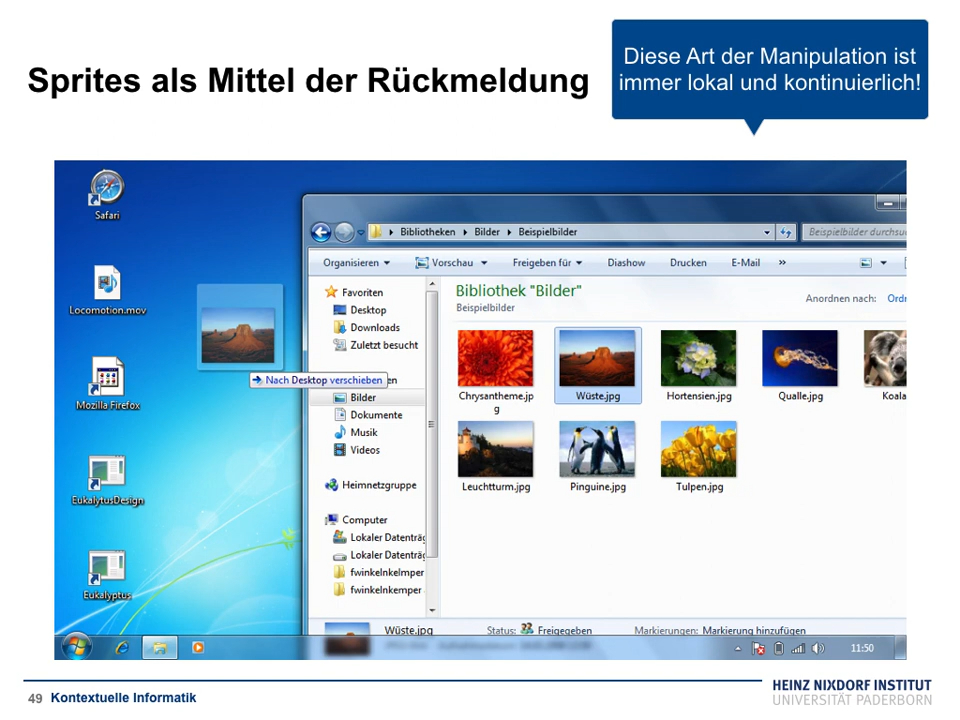 Sprites als Mittel der Rückmeldung
Diese Art der Manipulation ist
immer lokal und kontinuierlich!
Safari
Locomotion.mov
Mozilla Firefox
EukalytusDesign
Eukalyptus
Nach Desktop verschieben
Bibliotheken
Bilder
Beispielbilder
Beispielbilder durchsu
Organisieren
Vorschau
Freigeben für
Diashow
Drucken
E-Mail
»
Favoriten
Desktop
Downloads
Zuletzt besucht
en
Bilder
Dokumente
Musik
Videos
Heimnetzgruppe
Computer
Lokaler Datenträg
Lokaler Datenträg
fwinkelnkelmper
fwinkelnkemper
Bibliothek "Bilder"
Beispielbilder
Anordnen nach:
Ordn
Chrysantheme.jp
g
Wüste.jpg
Hortensien.jpg
Qualle.jpg
Koala
Leuchtturm.jpg
Pinguine.jpg
Tulpen.jpg
Wüste.jpg
Status:
Freigegeben
Markierungen: Markierung hinzufügen
11:50
49 Kontextuelle Informatik
HEINZ NIXDORF INSTITUT
UNIVERSITÄT PADERBORN